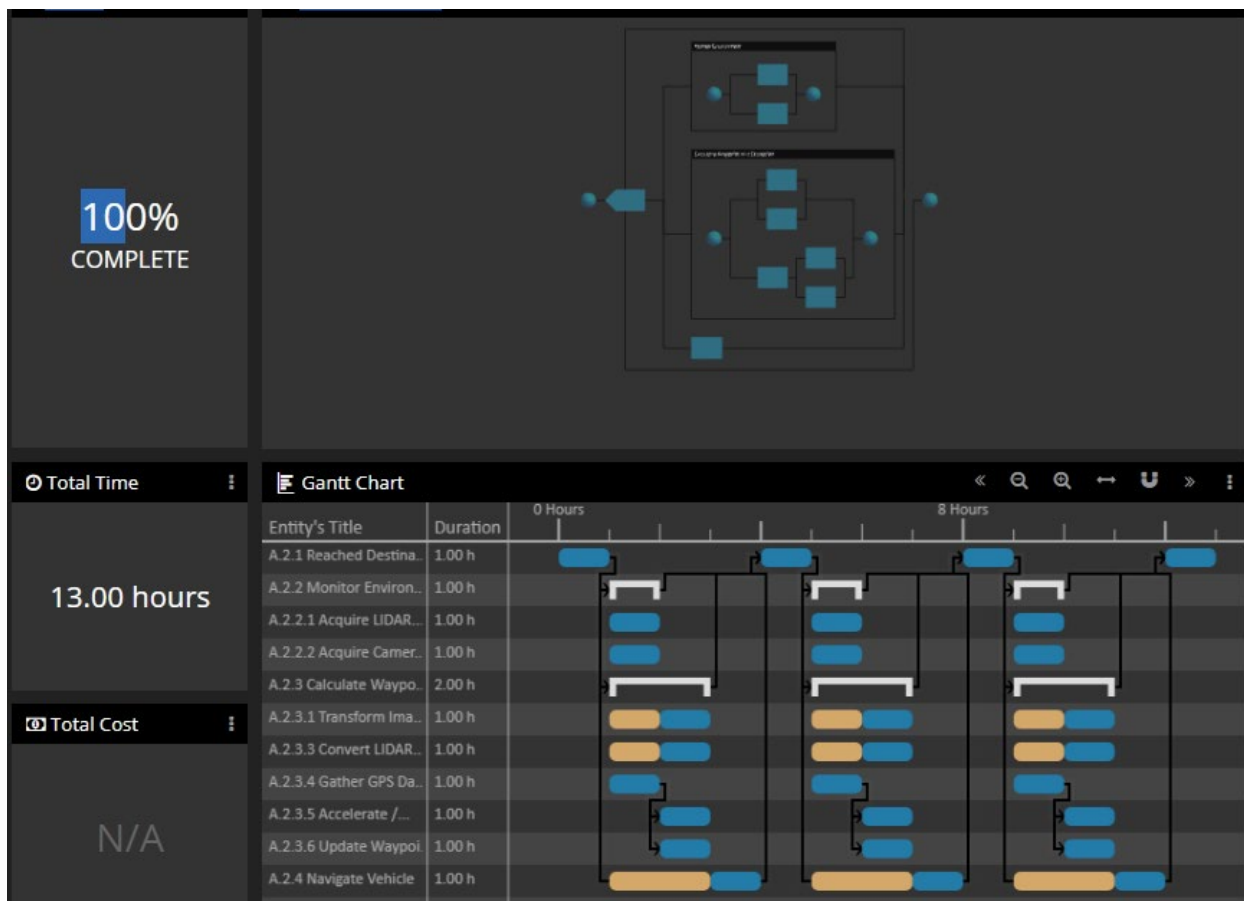 100%
COMPLETE
Total Time
13.00 hours
Total Cost
N/A
Gantt Chart
0 Hours
8 Hours
Entity's Title
Duration
A.2.1 Reached Destina..
1.00 h
A.2.2 Monitor Environ..
1.00 h
A.2.2.1 Acquire LIDAR..
1.00 h
A.2.2.2 Acquire Camer..
1.00 h
A.2.3 Calculate Waypo..
2.00 h
A.2.3.1 Transform Ima..
1.00 h
A.2.3.3 Convert LIDAR..
1.00 h
A.2.3.4 Gather GPS Da..
1.00 h
A.2.3.5 Accelerate /...
1.00 h
A.2.3.6 Update Waypoi.
1.00 h
A.2.4 Navigate Vehicle
1.00 h